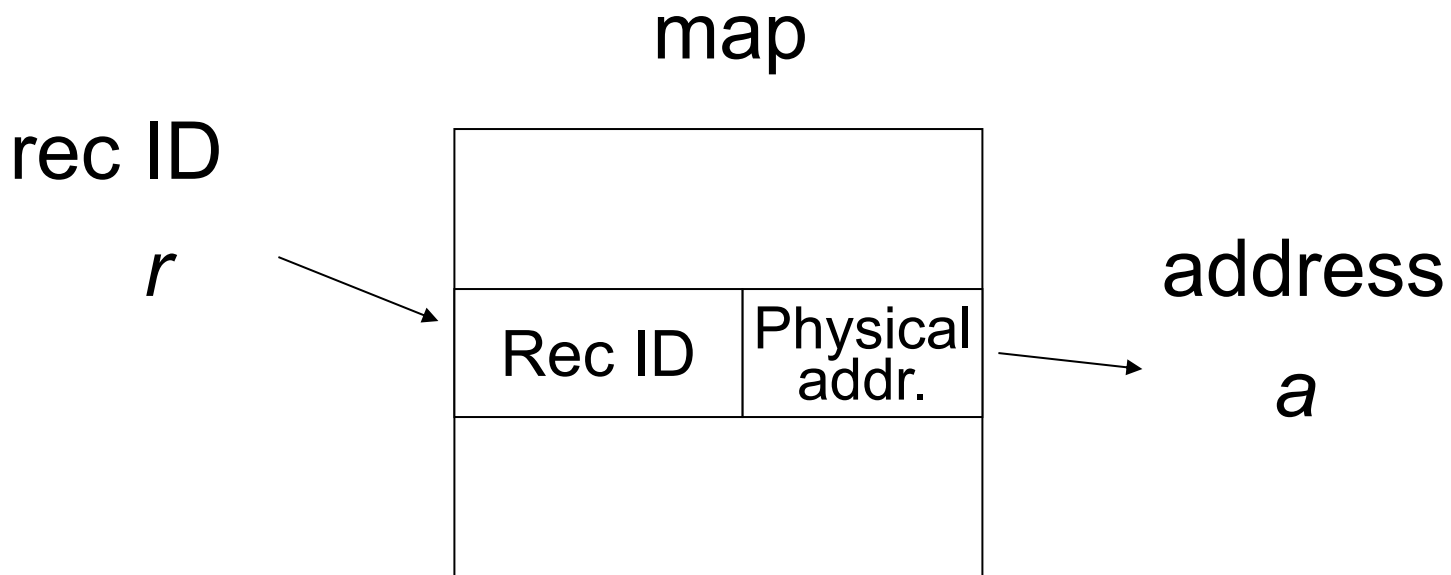 map
rec ID
r
Rec ID
Physical
addr.
address
a